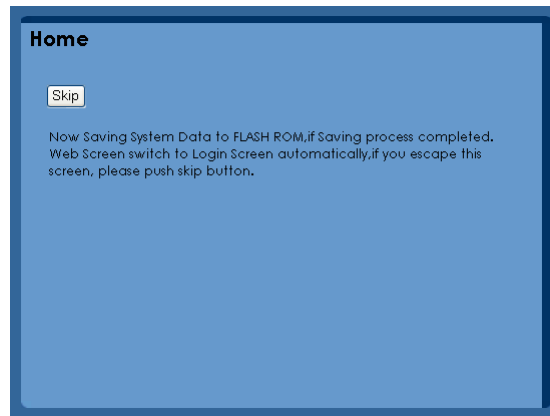 Home
Skip
Now Saving System Data to FLASH ROM,if Saving process completed.
Web Screen switch to Login Screen automatically,if you escape this
screen, please push skip button.